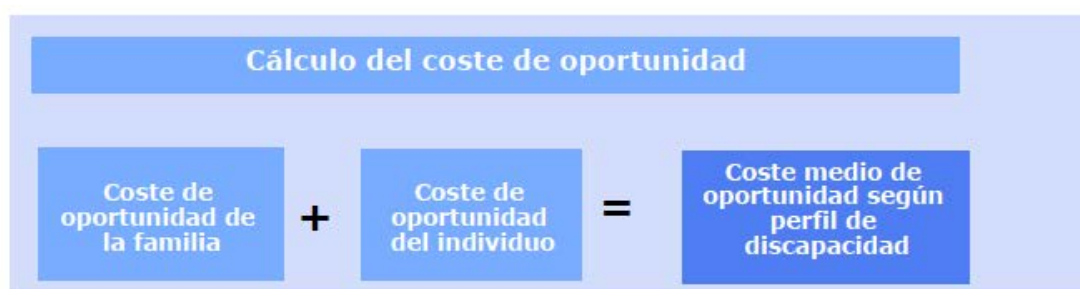 Cálculo del coste de oportunidad
Coste de
oportunidad de
la familia
+
Coste de
oportunidad
del individuo
=
Coste medio de
oportunidad según
perfil de
discapacidad